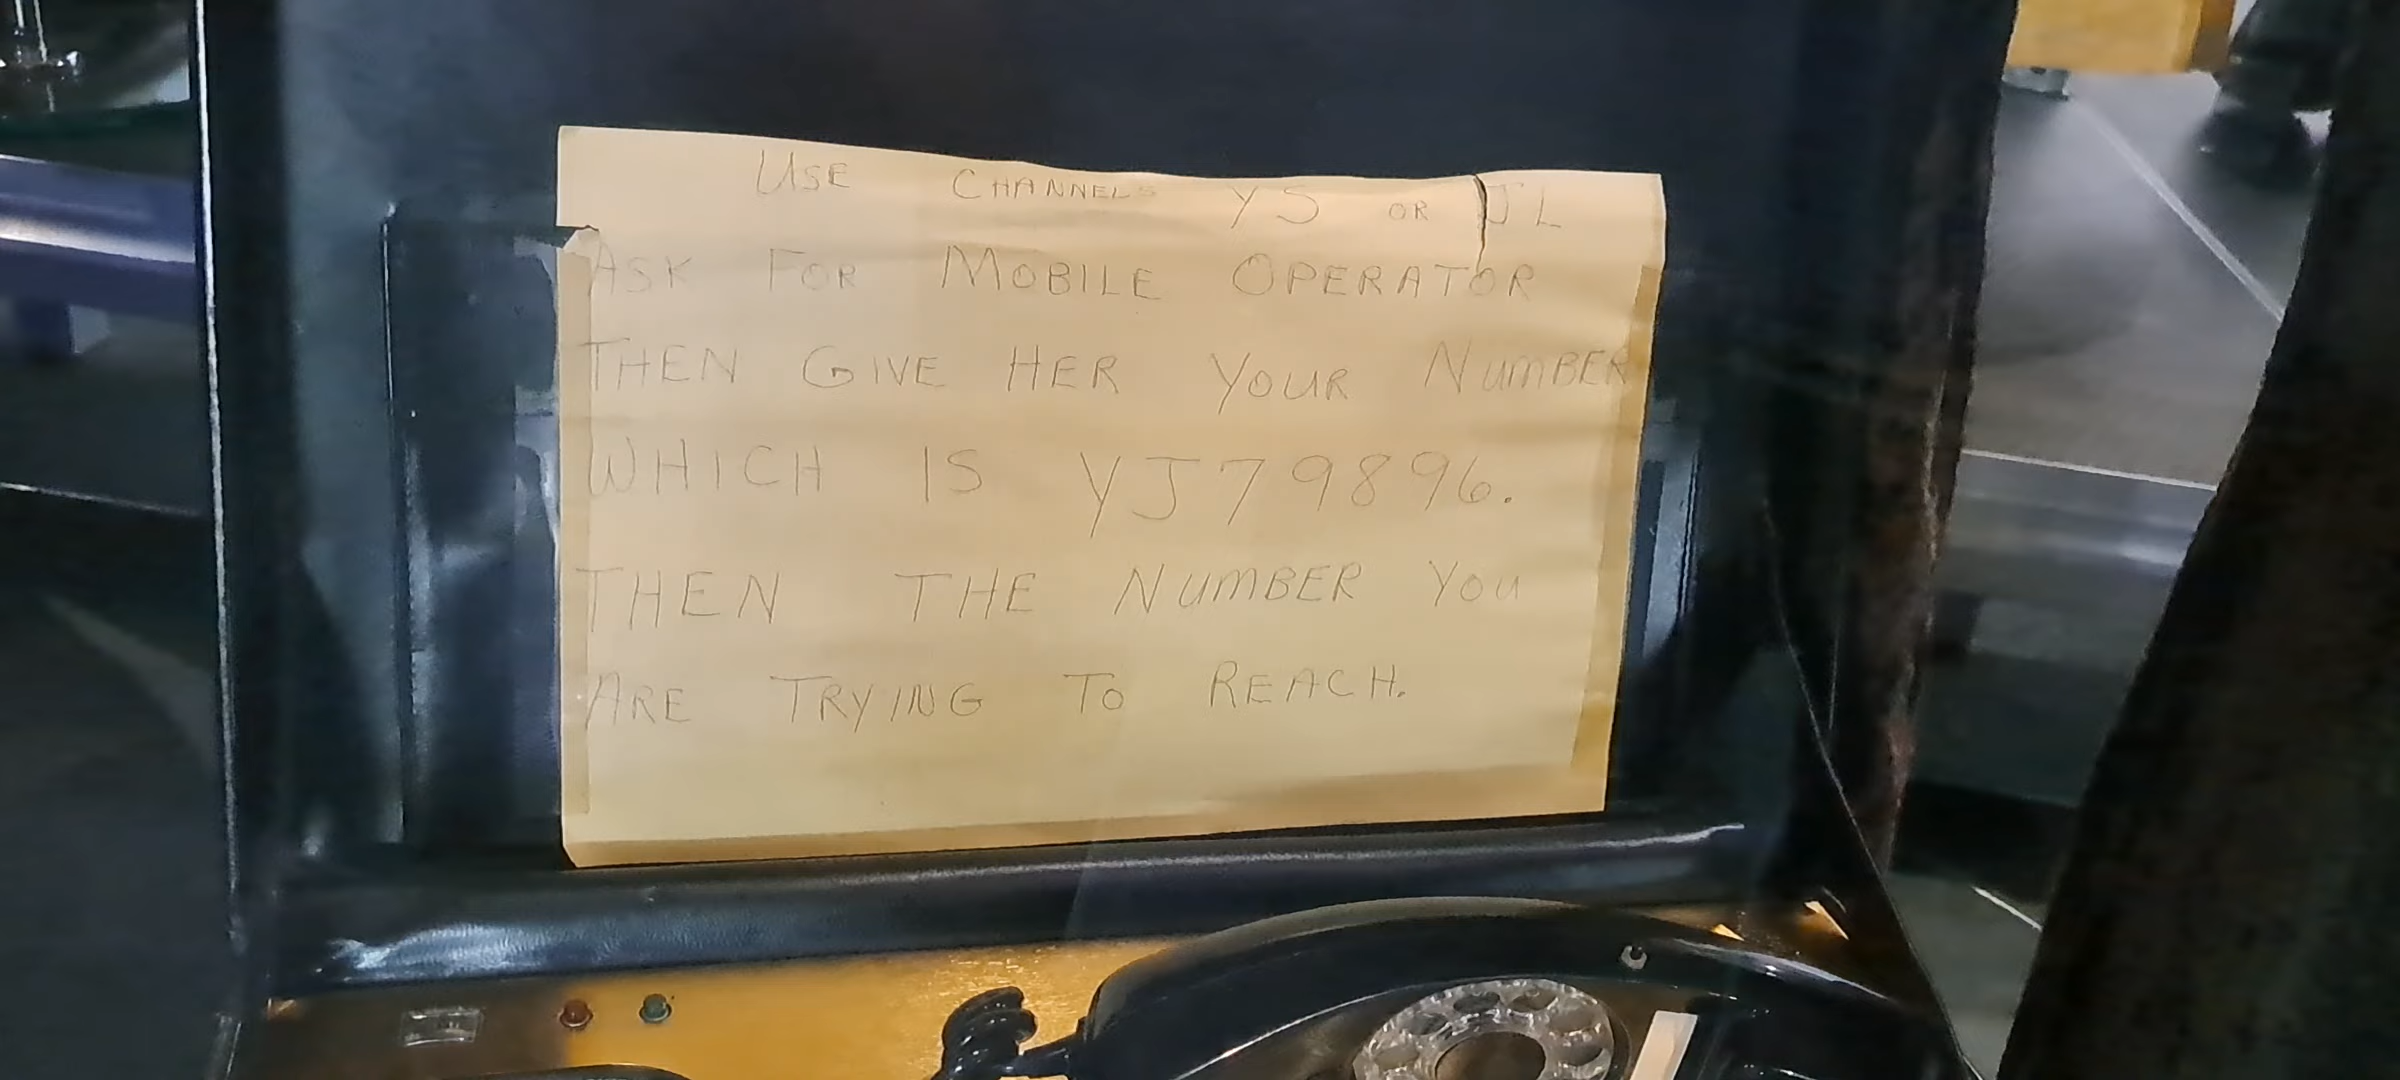 USE CHANNELS YS OR JL
ASK FOR MOBILE OPERATOR
THEN GIVE HER YOUR NUMBER
WHICH IS YJ79896.
THEN THE NUMBER YOU
ARE TRYING TO REACH.